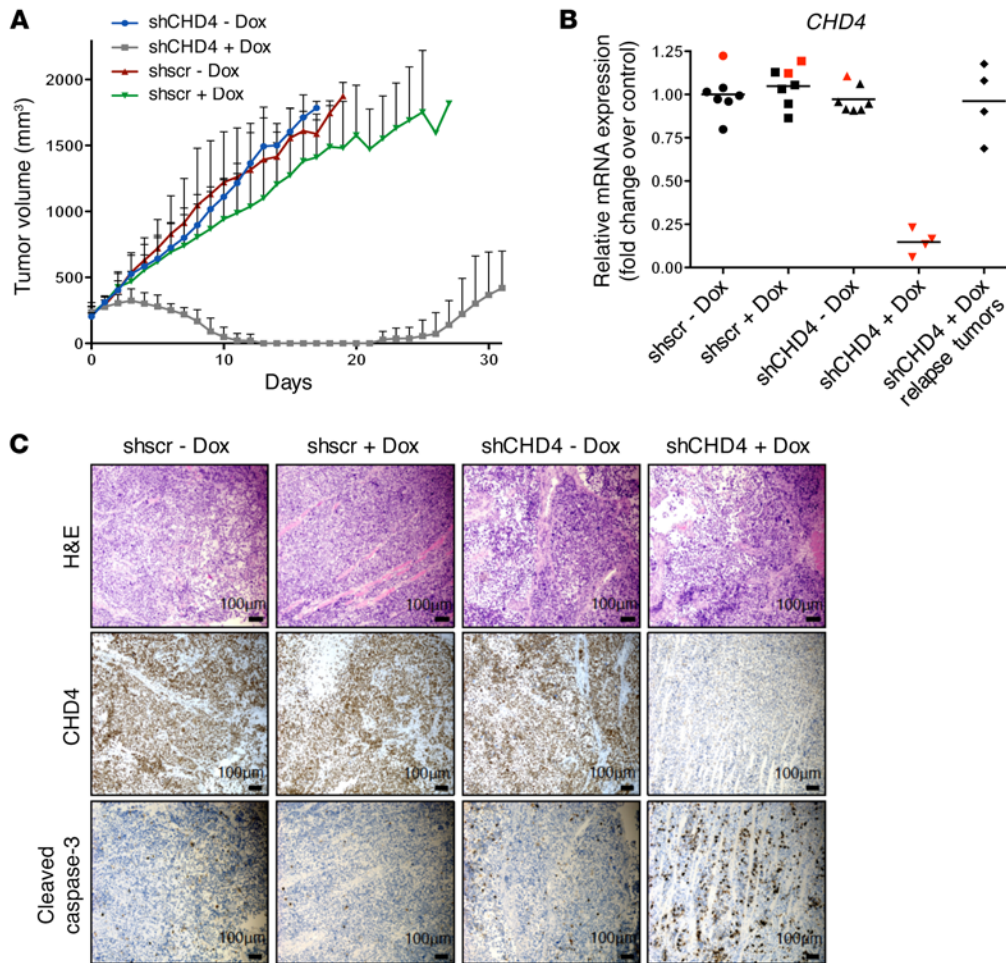 A
shCHD4 - Dox
shCHD4 + Dox
shscr - Dox
shscr + Dox
Tumor volume (mm³)
2000
1500
1000
500
0
0
10
20
30
Days
B
CHD4
Relative mRNA expression
(fold change over control)
1.25
1.00
0.75
1.00
0.25
0.00
shscr - Dox
shscr + Dox
shCHD4 - Dox
shCHD4 + Dox
shCHD4 + Dox
relapse tumors
C
shscr - Dox
shscr + Dox
shCHD4 - Dox
shCHD4 + Dox
H&E
100µm
100µm
100µm
100µm
CHD4
100µm
100µm
100µm
100µm
Cleaved
caspase-3
100µm
100µm
100µm
100µm